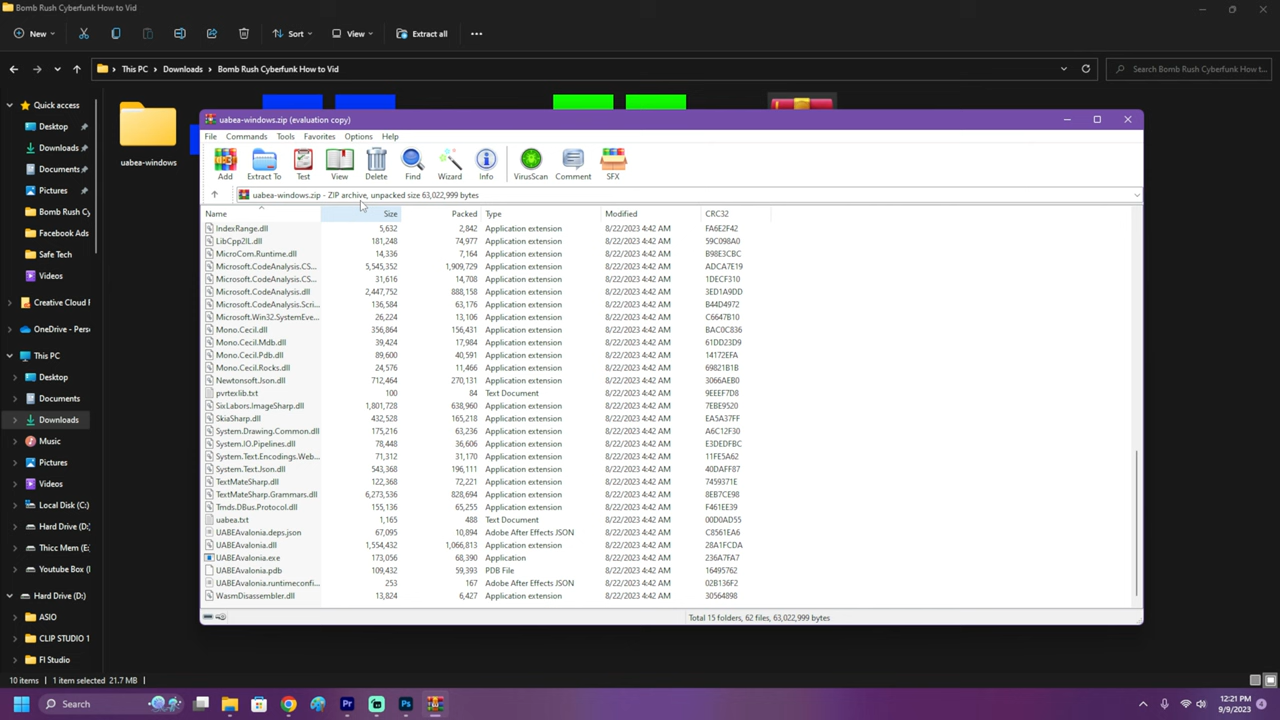 Bomb Rush Cyberfunk How to Vid
New
Sort
View
Extract all
This PC > Downloads > Bomb Rush Cyberfunk How to Vid
Search Bomb Rush Cyberfunk How t...
Quick access
Desktop
Downloads
Documents
Pictures
Bomb Rush Cy
Facebook Ads
Safe Tech
Videos
Creative Cloud F
OneDrive - Perso
This PC
Desktop
Documents
Downloads
Music
Pictures
Videos
Local Disk (C:)
Hard Drive (D:)
Thicc Mem (E:)
Youtube Box (
Hard Drive (D:)
ASIO
CLIP STUDIO 1
Fl Studio
uabea-windows
uabea-windows.zip (evaluation copy)
File Commands Tools Favorites Options Help
Add Extract To Test View Delete Find Wizard Info VirusScan Comment SFX
uabea-windows.zip - ZIP archive, unpacked size 63,022,999 bytes
Name Size Packed Type Modified CRC32
IndexRange.dll 5,632 2,842 Application extension 8/22/2023 4:42 AM FA6E2F42
LibCpp2IL.dll 181,248 74,977 Application extension 8/22/2023 4:42 AM 59C098A0
MicroCom.Runtime.dll 14,336 7,164 Application extension 8/22/2023 4:42 AM B98E3CBC
Microsoft.CodeAnalysis.CS... 5,545,352 1,909,729 Application extension 8/22/2023 4:42 AM ADCA7E19
Microsoft.CodeAnalysis.CS... 31,616 14,708 Application extension 8/22/2023 4:42 AM 1DECF310
Microsoft.CodeAnalysis.dll 2,447,752 888,158 Application extension 8/22/2023 4:42 AM 3ED1A9DD
Microsoft.CodeAnalysis.Scri... 136,584 63,176 Application extension 8/22/2023 4:42 AM B44D4972
Microsoft.Win32.SystemEve... 26,224 13,106 Application extension 8/22/2023 4:42 AM C6647B10
Mono.Cecil.dll 356,864 156,431 Application extension 8/22/2023 4:42 AM BAC0C836
Mono.Cecil.Mdb.dll 39,424 17,984 Application extension 8/22/2023 4:42 AM 61DD23D9
Mono.Cecil.Pdb.dll 89,600 40,591 Application extension 8/22/2023 4:42 AM 14172EFA
Mono.Cecil.Rocks.dll 24,576 11,466 Application extension 8/22/2023 4:42 AM 69821B1B
Newtonsoft.Json.dll 712,464 270,131 Application extension 8/22/2023 4:42 AM 3066AEB0
pvrtexlib.txt 100 84 Text Document 8/22/2023 4:42 AM 9EEEF7D8
SixLabors.ImageSharp.dll 1,801,728 638,960 Application extension 8/22/2023 4:42 AM 7EBE9520
SkiaSharp.dll 432,528 165,218 Application extension 8/22/2023 4:42 AM EA5A37FF
System.Drawing.Common.dll 175,216 63,236 Application extension 8/22/2023 4:42 AM A6C12F30
System.IO.Pipelines.dll 78,448 36,606 Application extension 8/22/2023 4:42 AM E3DEDFBC
System.Text.Encodings.Web... 71,312 31,170 Application extension 8/22/2023 4:42 AM
System.Text.Json.dll 543,368 196,111 Application extension 8/22/2023 4:42 AM 40DAFF87
TextMateSharp.dll 122,368 72,221 Application extension 8/22/2023 4:42 AM 7459371E
TextMateSharp.Grammars.dll 6,273,536 828,694 Application extension 8/22/2023 4:42 AM 8EB7CE98
Tmds.DBus.Protocol.dll 155,136 65,255 Application extension 8/22/2023 4:42 AM F461EE39
uabea.txt 1,165 488 Text Document 8/22/2023 4:42 AM 00D0AD55
UABEAvalonia.deps.json 67,095 10,894 Adobe After Effects JSON 8/22/2023 4:42 AM C8561EA6
UABEAvalonia.dll 1,554,432 1,066,813 Application extension 8/22/2023 4:42 AM 28A1FCDA
UABEAvalonia.exe 173,056 68,390 Application 8/22/2023 4:42 AM 236A7FA7
UABEAvalonia.pdb 109,432 59,393 PDB File 8/22/2023 4:42 AM 16495762
UABEAvalonia.runtimeconfi... 253 167 Adobe After Effects JSON 8/22/2023 4:42 AM 02B136F2
WasmDisassembler.dll 13,824 6,427 Application extension 8/22/2023 4:42 AM 30564898
Total 15 folders, 62 files, 63,022,999 bytes
10 items 1 item selected 21.7 MB
Search
12:21 PM
9/9/2023